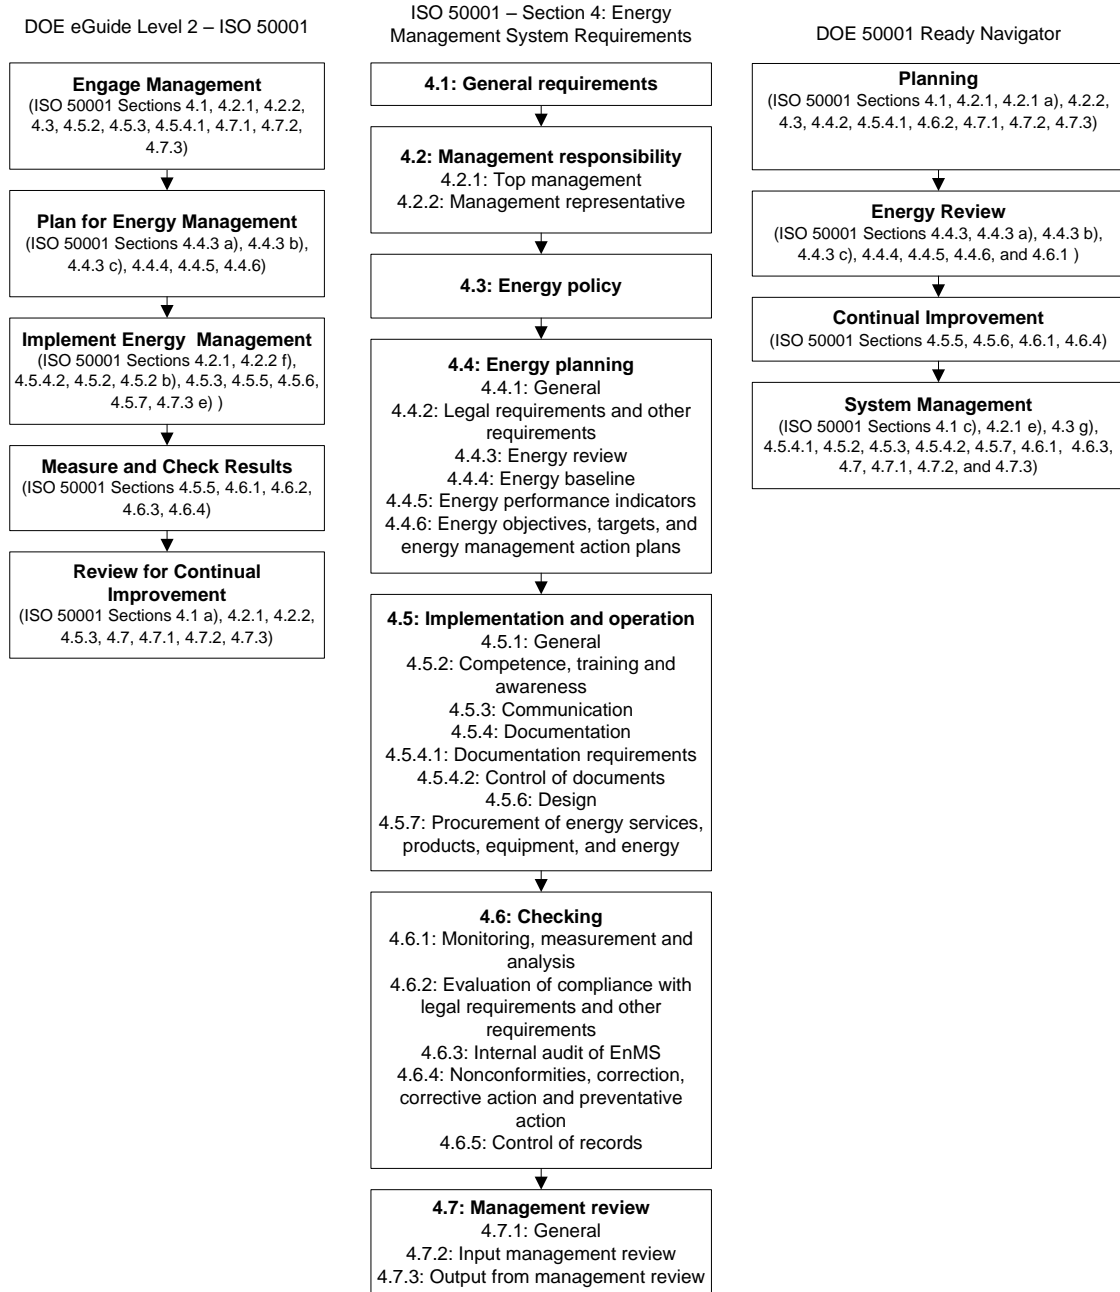 DOE eGuide Level 2 – ISO 50001
Engage Management
(ISO 50001 Sections 4.1, 4.2.1, 4.2.2,
4.3, 4.5.2, 4.5.3, 4.5.4.1, 4.7.1, 4.7.2,
4.7.3)
Plan for Energy Management
(ISO 50001 Sections 4.4.3 a), 4.4.3 b),
4.4.3 c), 4.4.4, 4.4.5, 4.4.6)
Implement Energy  Management
(ISO 50001 Sections 4.2.1, 4.2.2 f),
4.5.4.2, 4.5.2, 4.5.2 b), 4.5.3, 4.5.5, 4.5.6,
4.5.7, 4.7.3 e) )
Measure and Check Results
(ISO 50001 Sections 4.5.5, 4.6.1, 4.6.2,
4.6.3, 4.6.4)
Review for Continual
Improvement
(ISO 50001 Sections 4.1 a), 4.2.1, 4.2.2,
4.5.3, 4.7, 4.7.1, 4.7.2, 4.7.3)
ISO 50001 – Section 4: Energy
Management System Requirements
4.1: General requirements
4.2: Management responsibility
4.2.1: Top management
4.2.2: Management representative
4.3: Energy policy
4.4: Energy planning
4.4.1: General
4.4.2: Legal requirements and other
requirements
4.4.3: Energy review
4.4.4: Energy baseline
4.4.5: Energy performance indicators
4.4.6: Energy objectives, targets, and
energy management action plans
4.5: Implementation and operation
4.5.1: General
4.5.2: Competence, training and
awareness
4.5.3: Communication
4.5.4: Documentation
4.5.4.1: Documentation requirements
4.5.4.2: Control of documents
4.5.6: Design
4.5.7: Procurement of energy services,
products, equipment, and energy
4.6: Checking
4.6.1: Monitoring, measurement and
analysis
4.6.2: Evaluation of compliance with
legal requirements and other
requirements
4.6.3: Internal audit of EnMS
4.6.4: Nonconformities, correction,
corrective action and preventative
action
4.6.5: Control of records
4.7: Management review
4.7.1: General
4.7.2: Input management review
4.7.3: Output from management review
DOE 50001 Ready Navigator
Planning
(ISO 50001 Sections 4.1, 4.2.1, 4.2.1 a), 4.2.2,
4.3, 4.4.2, 4.5.4.1, 4.6.2, 4.7.1, 4.7.2, 4.7.3)
Energy Review
(ISO 50001 Sections 4.4.3, 4.4.3 a), 4.4.3 b),
4.4.3 c), 4.4.4, 4.4.5, 4.4.6, and 4.6.1 )
Continual Improvement
(ISO 50001 Sections 4.5.5, 4.5.6, 4.6.1, 4.6.4)
System Management
(ISO 50001 Sections 4.1 c), 4.2.1 e), 4.3 g),
4.5.4.1, 4.5.2, 4.5.3, 4.5.4.2, 4.5.7, 4.6.1,  4.6.3,
4.7, 4.7.1, 4.7.2, and 4.7.3)